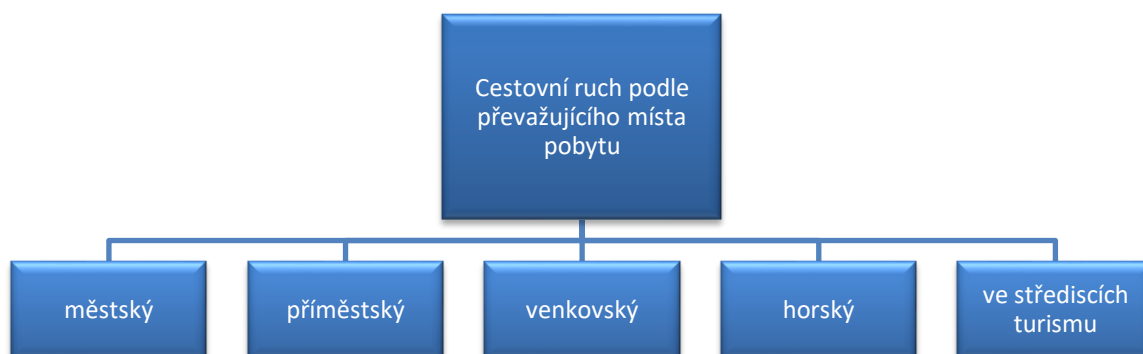 Cestovní ruch podle
převažujícího místa
pobytu
městský
příměstský
venkovský
horský
ve střediscích
turismu